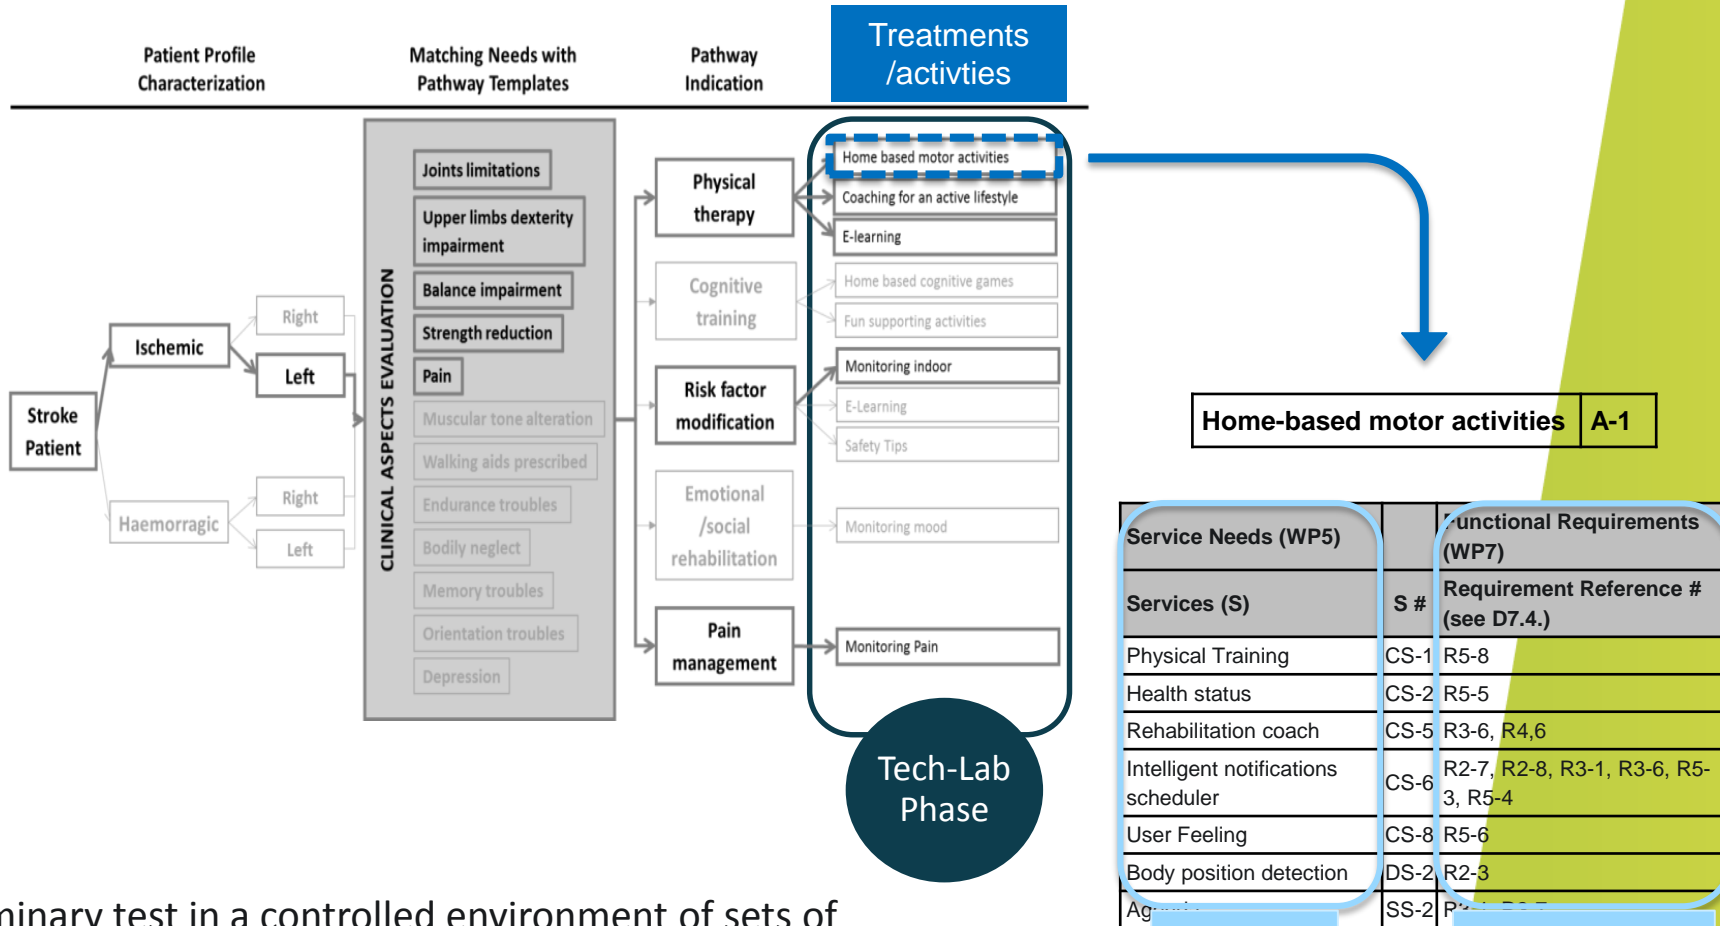 Patient Profile
Characterization
Matching Needs with
Pathway Templates
Pathway
Indication
Treatments
/activties
Stroke
Patient
Ischemic
Right
Left
Haemorragic
Right
Left
CLINICAL ASPECTS EVALUATION
Joints limitations
Upper limbs dexterity
impairment
Balance impairment
Strength reduction
Pain
Muscular tone alteration
Walking aids prescribed
Endurance troubles
Bodily neglect
Memory troubles
Orientation troubles
Depression
Physical
therapy
Cognitive
training
Risk factor
modification
Emotional
/social
rehabilitation
Pain
management
Home based motor activities
Coaching for an active lifestyle
E-learning
Home based cognitive games
Fun supporting activities
Monitoring indoor
E-Learning
Safety Tips
Monitoring mood
Monitoring Pain
Tech-Lab
Phase
Home-based motor activities A-1
Service Needs (WP5)
Functional Requirements
(WP7)
Services (S) S #
Requirement Reference #
(see D7.4.)
Physical Training CS-1 R5-8
Health status CS-2 R5-5
Rehabilitation coach CS-5 R3-6, R4,6
Intelligent notifications
scheduler
CS-6
R2-7, R2-8, R3-1, R3-6, R5-
3, R5-4
User Feeling CS-8 R5-6
Body position detection DS-2 R2-3
SS-2
test in a controlled environment of sets of